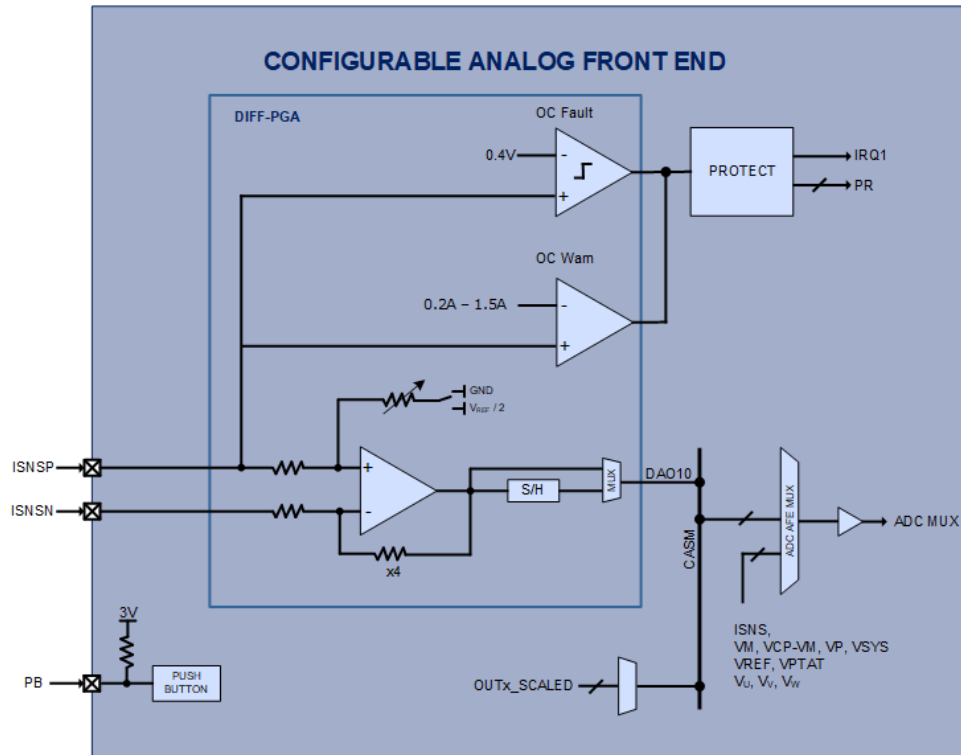 CONFIGURABLE ANALOG FRONT END
DIFF-PGA
OC Fault
0.4V
-
+
PROTECT
IRQ1
PR
OC Warn
0.2A – 1.5A
-
+
GND
VREF / 2
ISNSP
ISNSN
+
-
x4
S/H
MUX
DAO10
CASM
ADC AFE MUX
ADC MUX
ISNS,
VM, VCP-VM, VP, VSYS
VREF, VPTAT
VU, VV, VW
3V
PB
PUSH
BUTTON
OUTx_SCALED